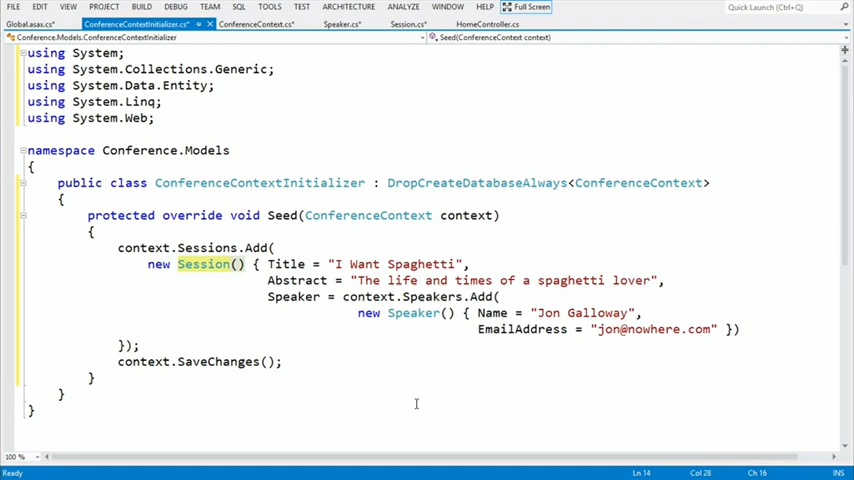 FILE EDIT VIEW PROJECT BUILD DEBUG TEAM SQL TOOLS TEST ARCHITECTURE ANALYZE WINDOW HELP Full Screen Quick Launch (Ctrl+Q)
Global.asax.cs* ConferenceContextInitializer.cs* ConferenceContext.cs* Speaker.cs* Session.cs* HomeController.cs
Conference.Models.ConferenceContextInitializer Seed(ConferenceContext context)
using System;
using System.Collections.Generic;
using System.Data.Entity;
using System.Linq;
using System.Web;
namespace Conference.Models
{
public class ConferenceContextInitializer : DropCreateDatabaseAlways<ConferenceContext>
{
protected override void Seed(ConferenceContext context)
{
context.Sessions.Add(
new Session() { Title = "I Want Spaghetti",
Abstract = "The life and times of a spaghetti lover",
Speaker = context.Speakers.Add(
new Speaker() { Name = "Jon Galloway",
EmailAddress = "jon@nowhere.com" })
});
context.SaveChanges();
}
}
}
100 %
Ready Ln 14 Col 28 Ch 16 INS